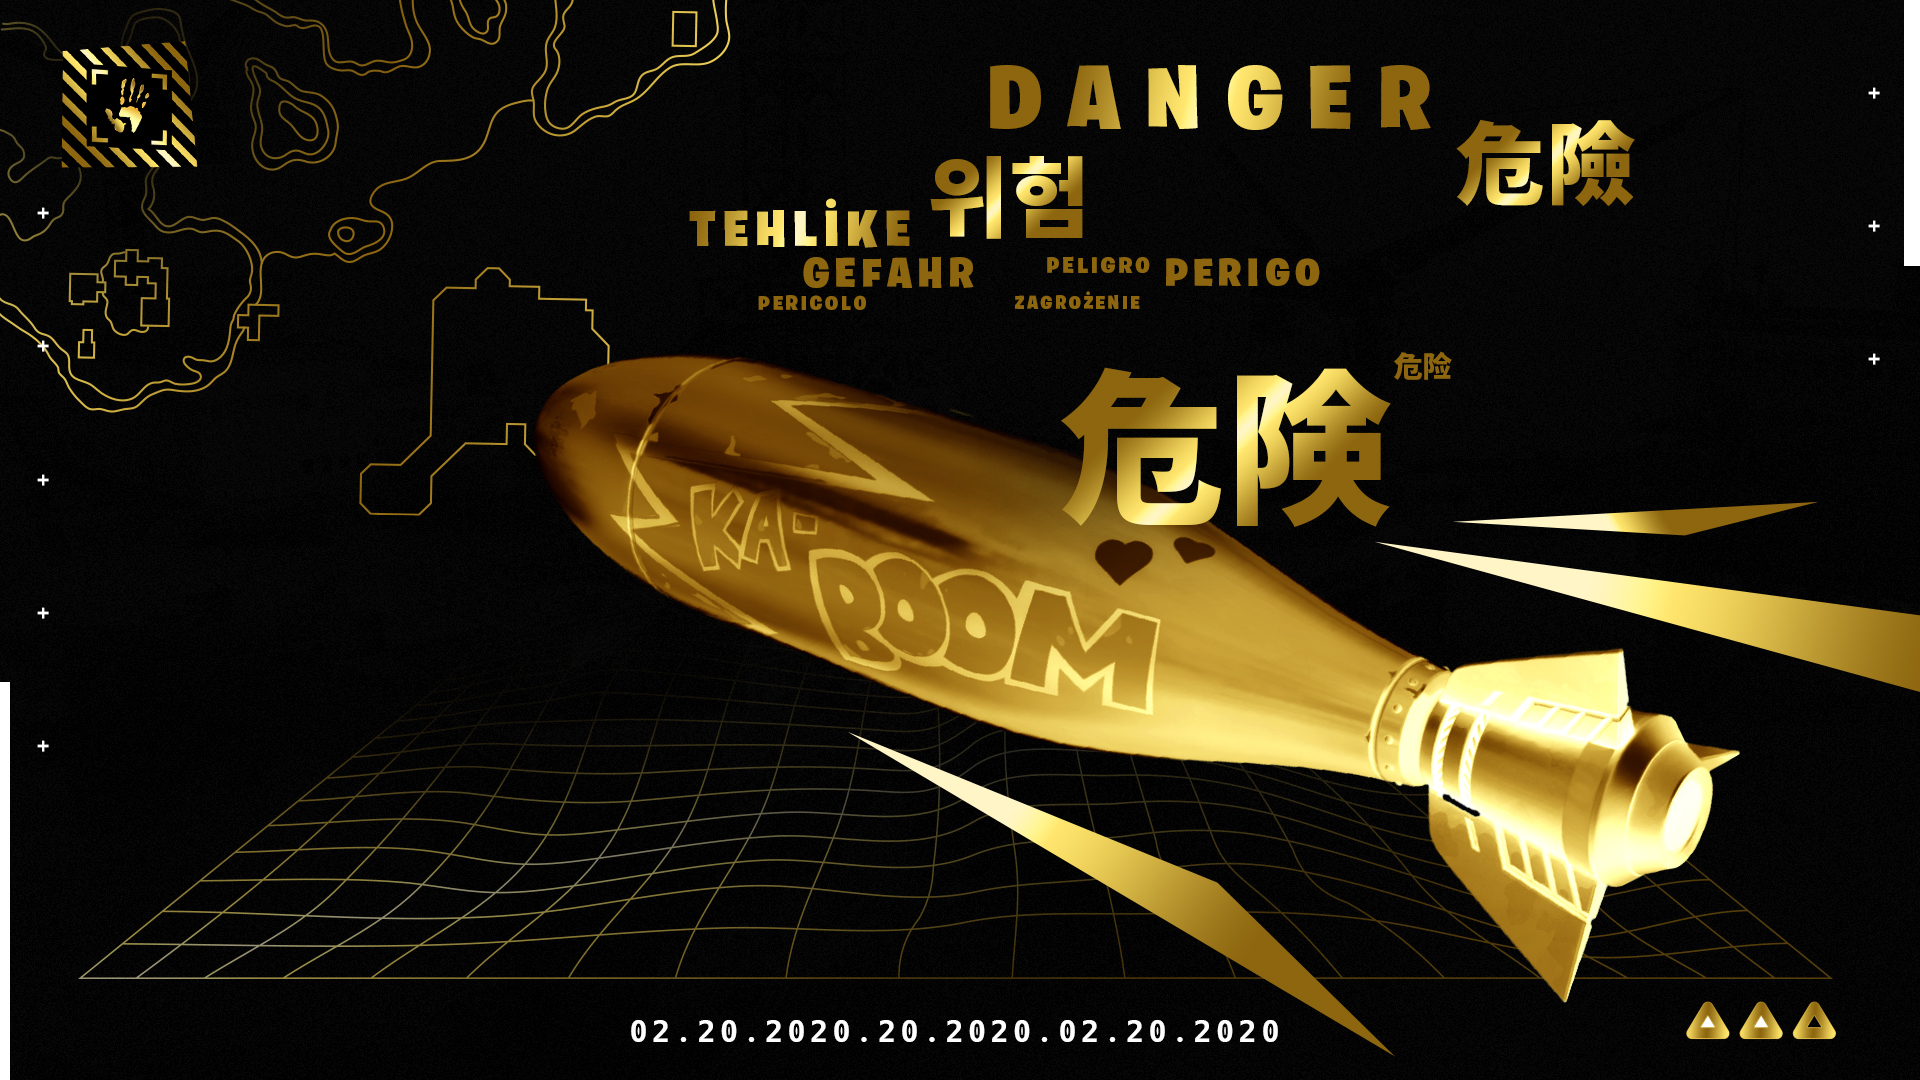 DANGER
危險
위험
TEHLİKE
GEFAHR
PELIGRO
PERIGO
PERICOLO
ZAGROŻENIE
危険
危险
KA-
BOOM
02.20.2020.20.2020.02.20.2020